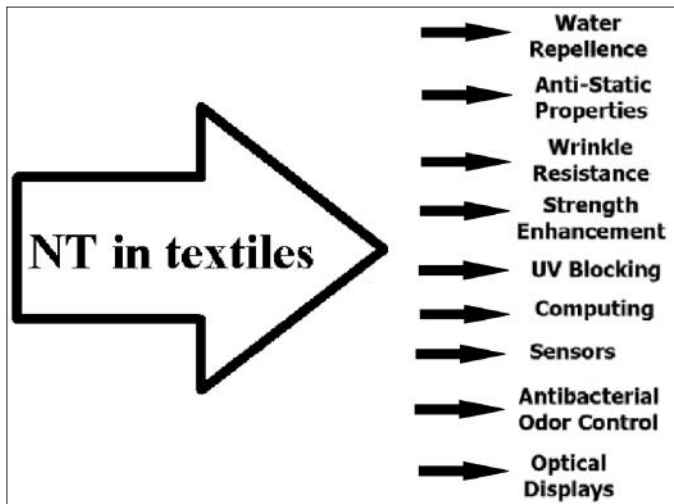 NT in textiles
Water
Repellence
Anti-Static
Properties
Wrinkle
Resistance
Strength
Enhancement
UV Blocking
Computing
Sensors
Antibacterial
Odor Control
Optical
Displays